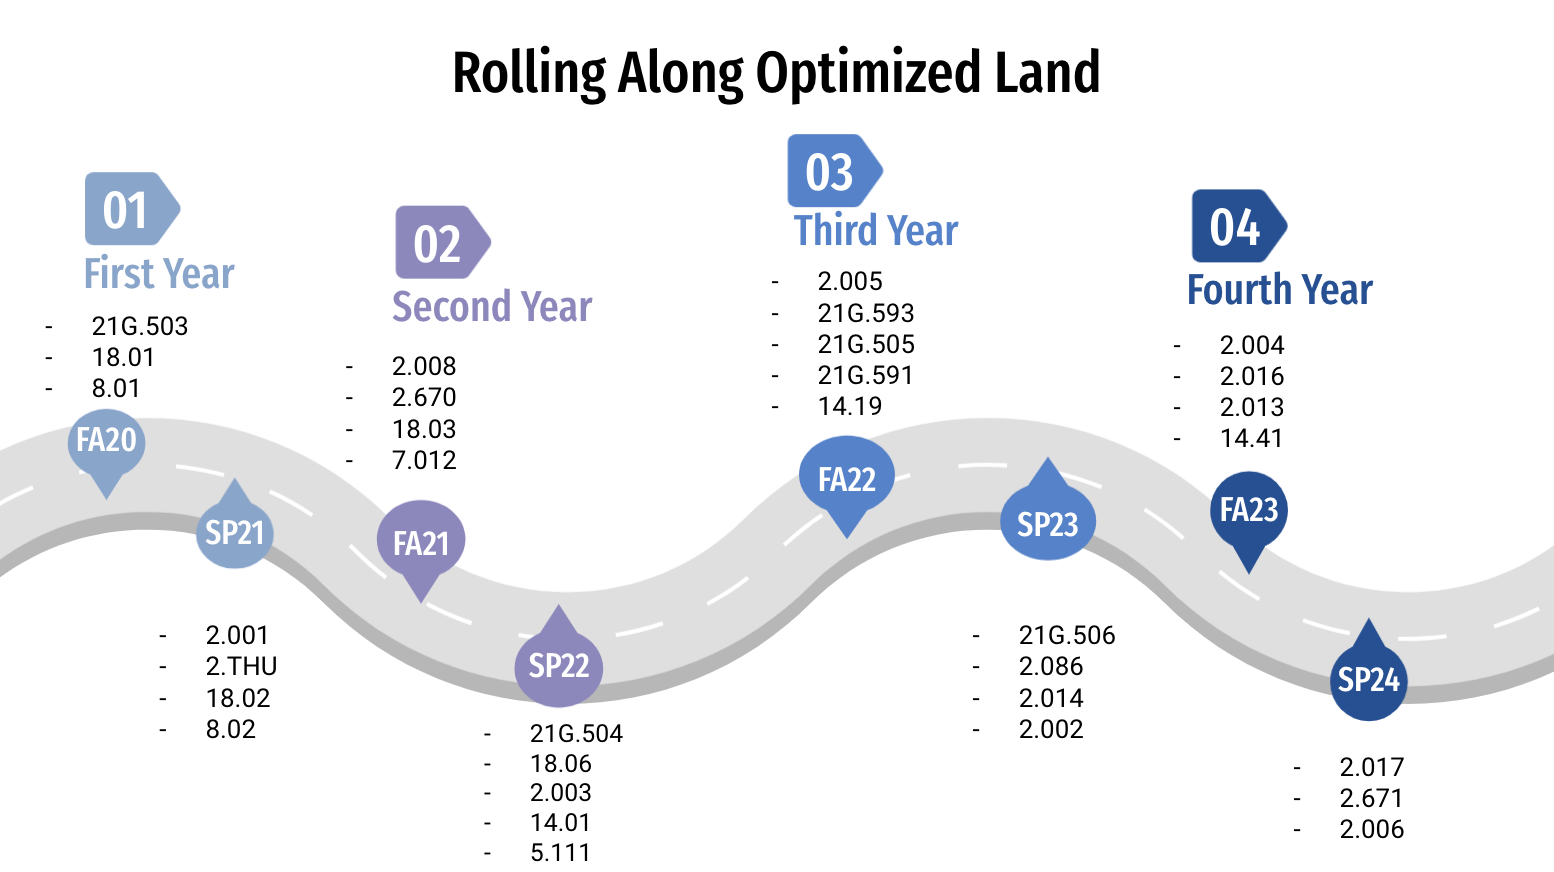 Rolling Along Optimized Land
01
First Year
- 21G.503
- 18.01
- 8.01
FA20
SP21
- 2.001
- 2.THU
- 18.02
- 8.02
02
Second Year
- 2.008
- 2.670
- 18.03
- 7.012
FA21
SP22
- 21G.504
- 18.06
- 2.003
- 14.01
- 5.111
03
Third Year
- 2.005
- 21G.593
- 21G.505
- 21G.591
- 14.19
FA22
SP23
- 21G.506
- 2.086
- 2.014
- 2.002
04
Fourth Year
- 2.004
- 2.016
- 2.013
- 14.41
FA23
SP24
- 2.017
- 2.671
- 2.006